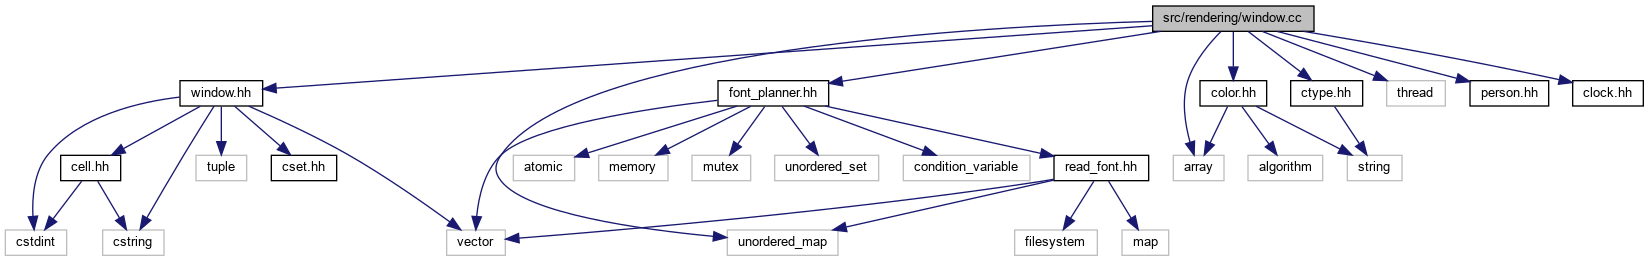 src/rendering/window.cc
window.hh
font_planner.hh
color.hh
ctype.hh
thread
person.hh
clock.hh
cell.hh
tuple
cset.hh
atomic
memory
mutex
unordered_set
condition_variable
read_font.hh
array
algorithm
string
cstdint
cstring
vector
unordered_map
filesystem
map